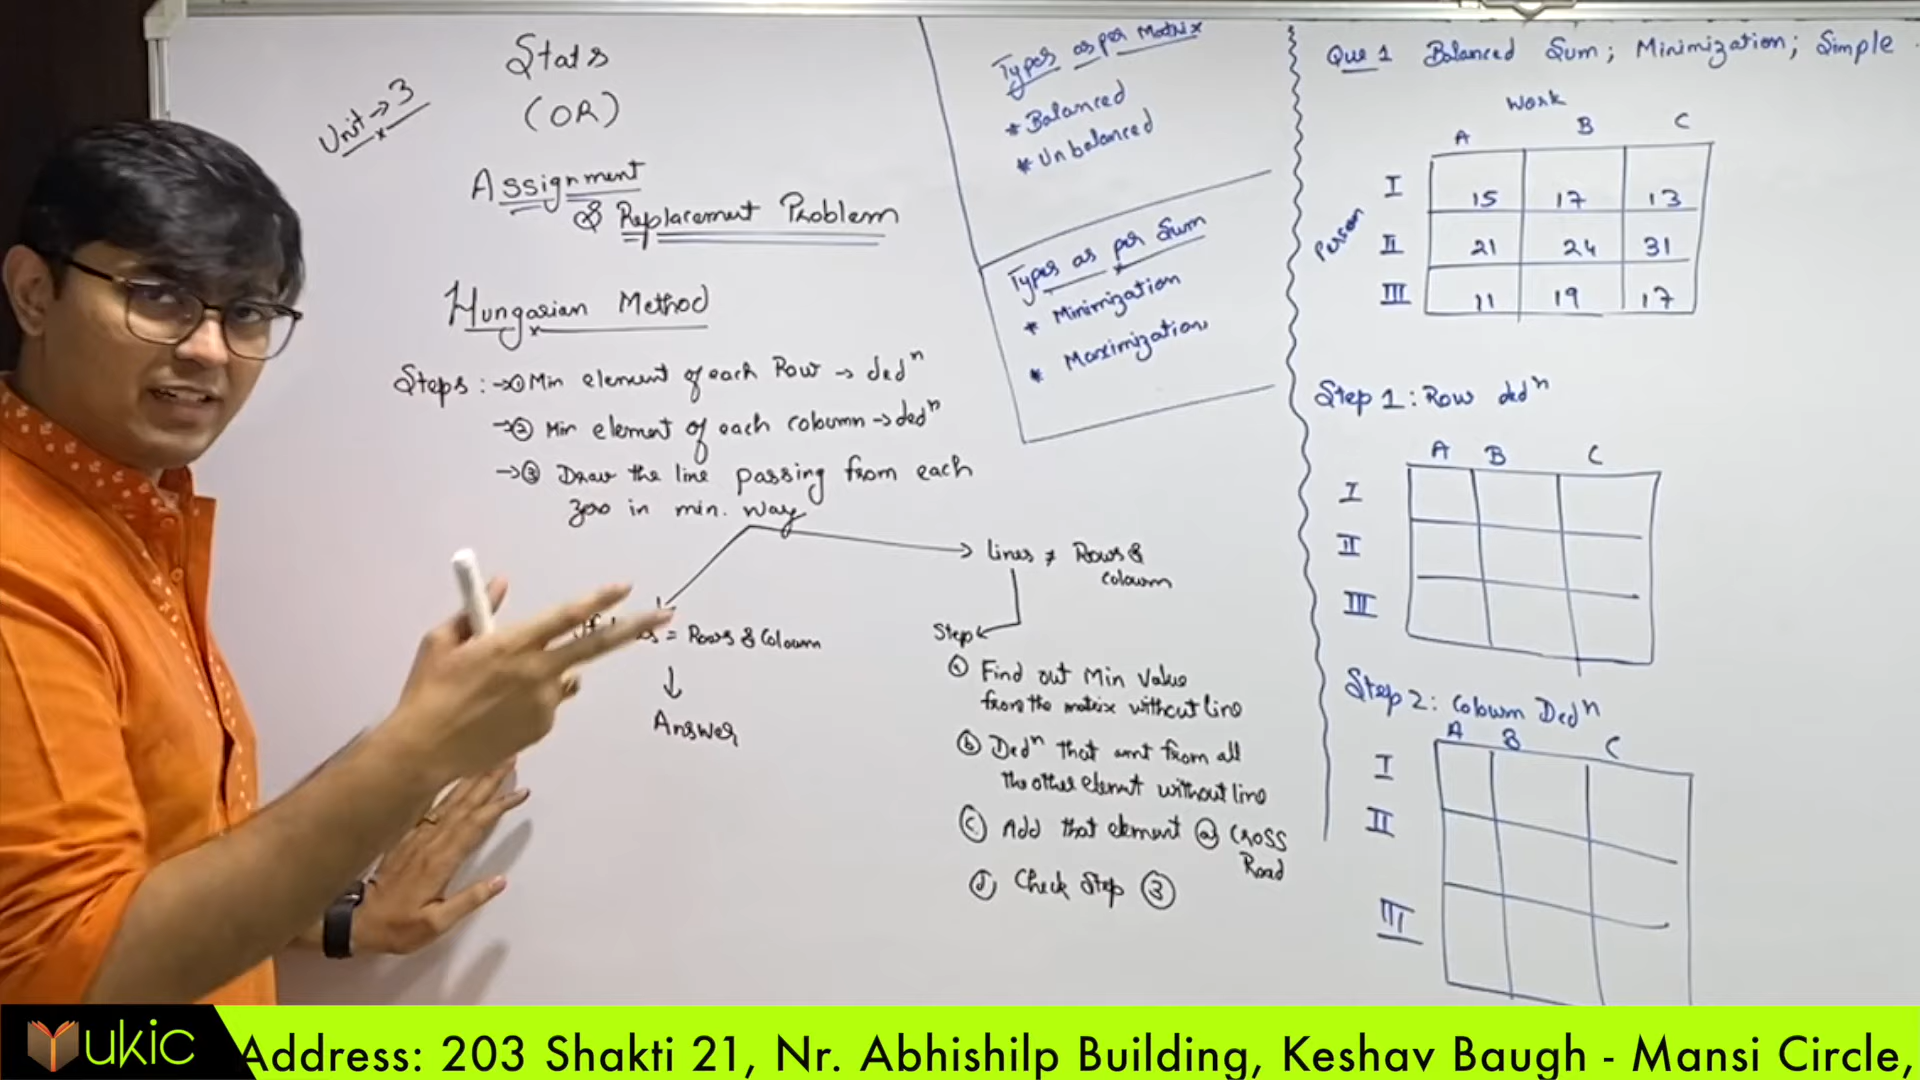 Unit → 3
Stats
(OR)
Assignment
& Replacement Problem
Hungarian Method
Steps: → ① Min element of each Row → dedⁿ
→ ② Min element of each coloumn → dedⁿ
→ ③ Draw the line passing from each
zero in min. way
= Rows & Coloumn
↓
Answer
lines ≠ Rows &
coloumn
Step
ⓐ Find out Min Value
from the matrix without line
ⓑ Dedⁿ that amt from all
the other element without line
ⓒ Add that element @ Cross
Road
ⓓ Check Step ③
Types as per Matrix
* Balanced
* Unbalanced
Types as per Sum
* Minimization
* Maximization
Que 1 Balanced Sum; Minimization; Simple
Work
A B C
Person
I 15 17 13
II 21 24 31
III 11 19 17
Step 1: Row dedⁿ
A B C
I
II
III
Step 2: Coloumn Dedⁿ
A B C
I
II
III
ukic
Address: 203 Shakti 21, Nr. Abhishilp Building, Keshav Baugh - Mansi Circle,